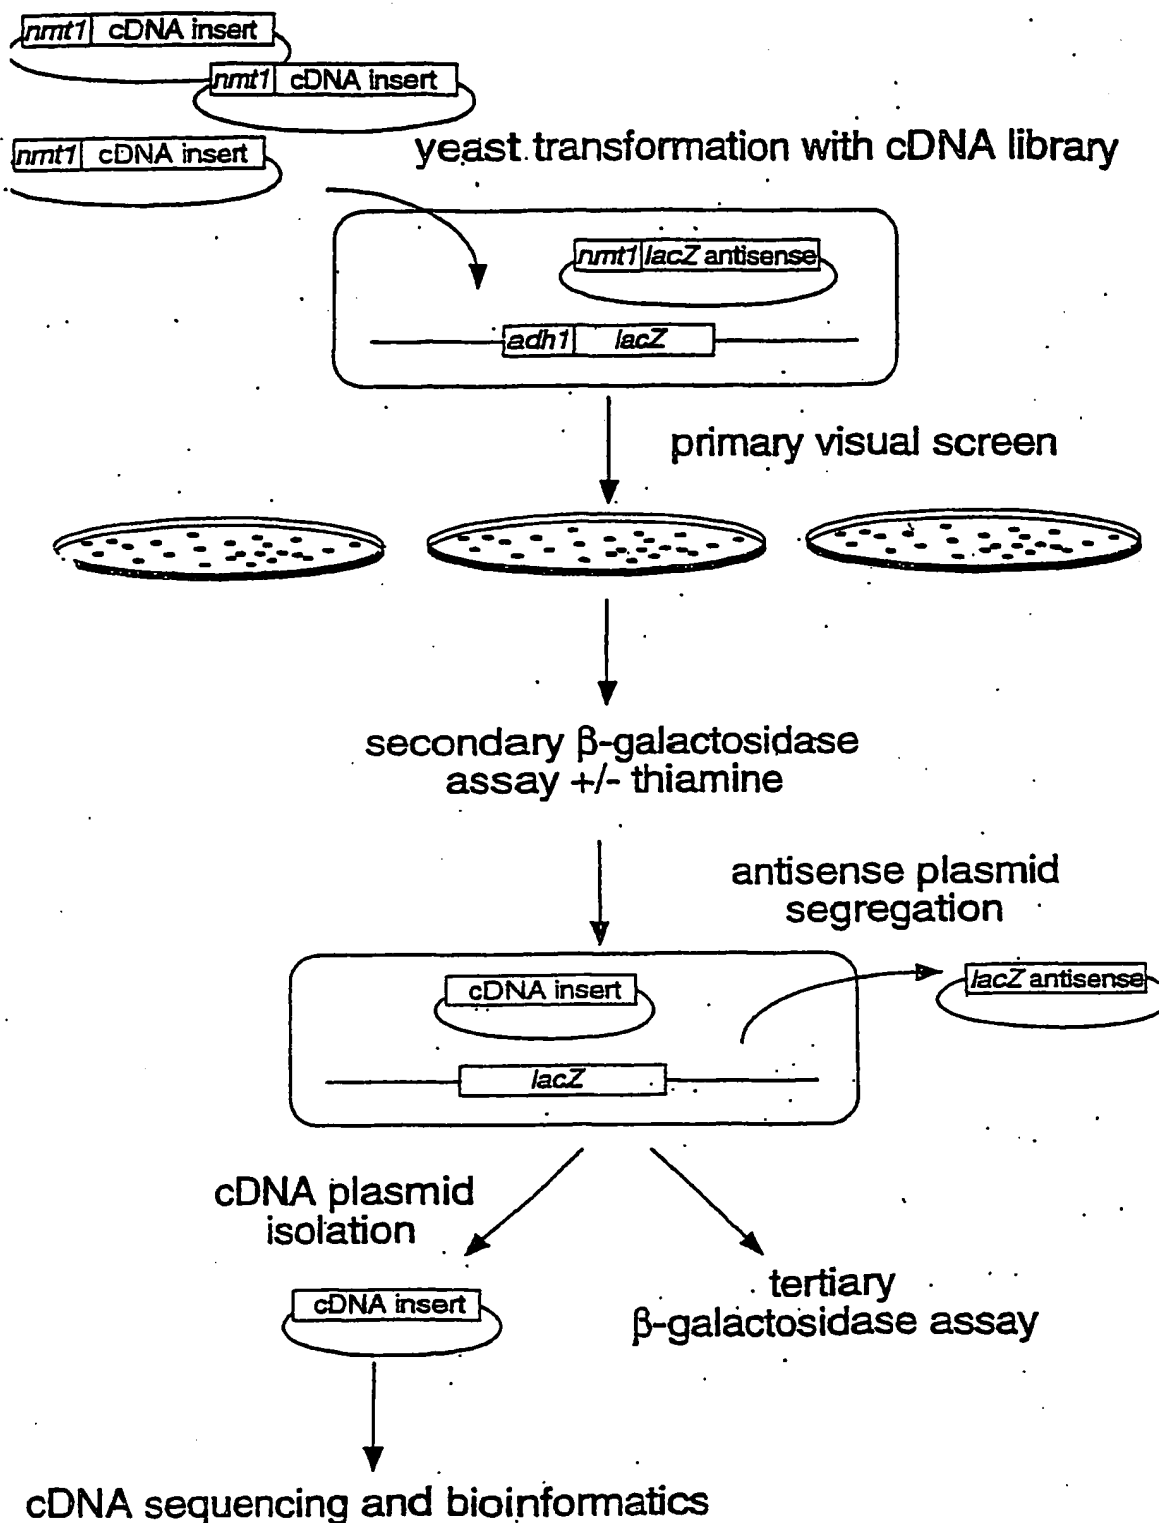 nmt1 cDNA insert
nmt1 cDNA insert
nmt1 cDNA insert
yeast transformation with cDNA library
nmt1 lacZ antisense
adh1 lacZ
primary visual screen
secondary β-galactosidase
assay +/- thiamine
antisense plasmid
segregation
cDNA insert
lacZ antisense
lacZ
cDNA plasmid
isolation
cDNA insert
tertiary
β-galactosidase assay
cDNA sequencing and bioinformatics